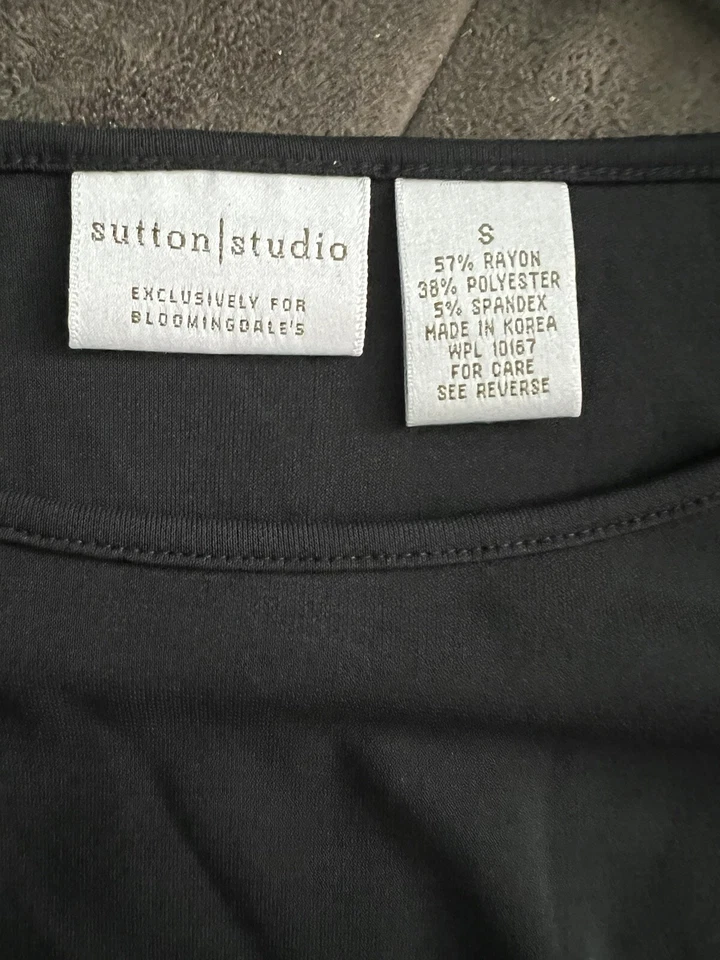 sutton|studio
EXCLUSIVELY FOR
BLOOMINGDALE'S
S
57% RAYON
38% POLYESTER
5% SPANDEX
MADE IN KOREA
WPL 10167
FOR CARE
SEE REVERSE